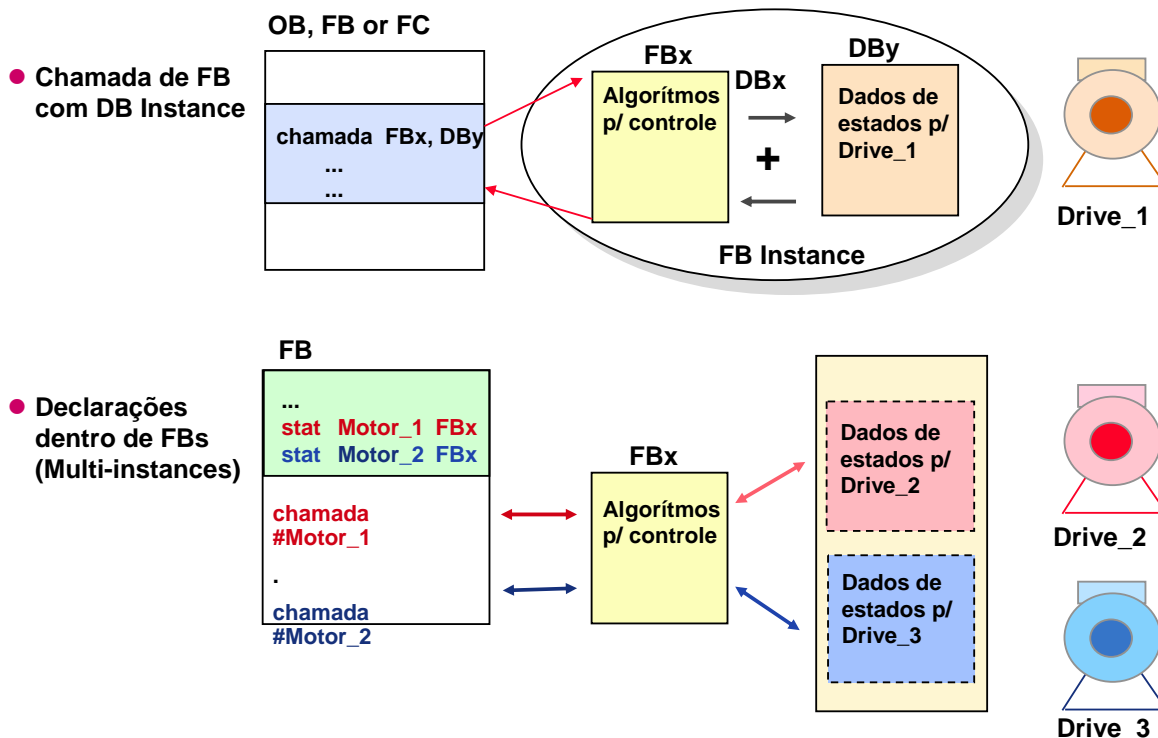 OB, FB or FC
Chamada de FB
com DB Instance
chamada FBx, DBy
...
...
FBx
Algorítmos
p/ controle
DBx
+
DBy
Dados de
estados p/
Drive_1
FB Instance
Drive_1
FB
Declarações
dentro de FBs
(Multi-instances)
...
stat Motor_1 FBx
stat Motor_2 FBx
chamada
#Motor_1
.
chamada
#Motor_2
FBx
Algorítmos
p/ controle
Dados de
estados p/
Drive_2
Dados de
estados p/
Drive_3
Drive_2
Drive_3